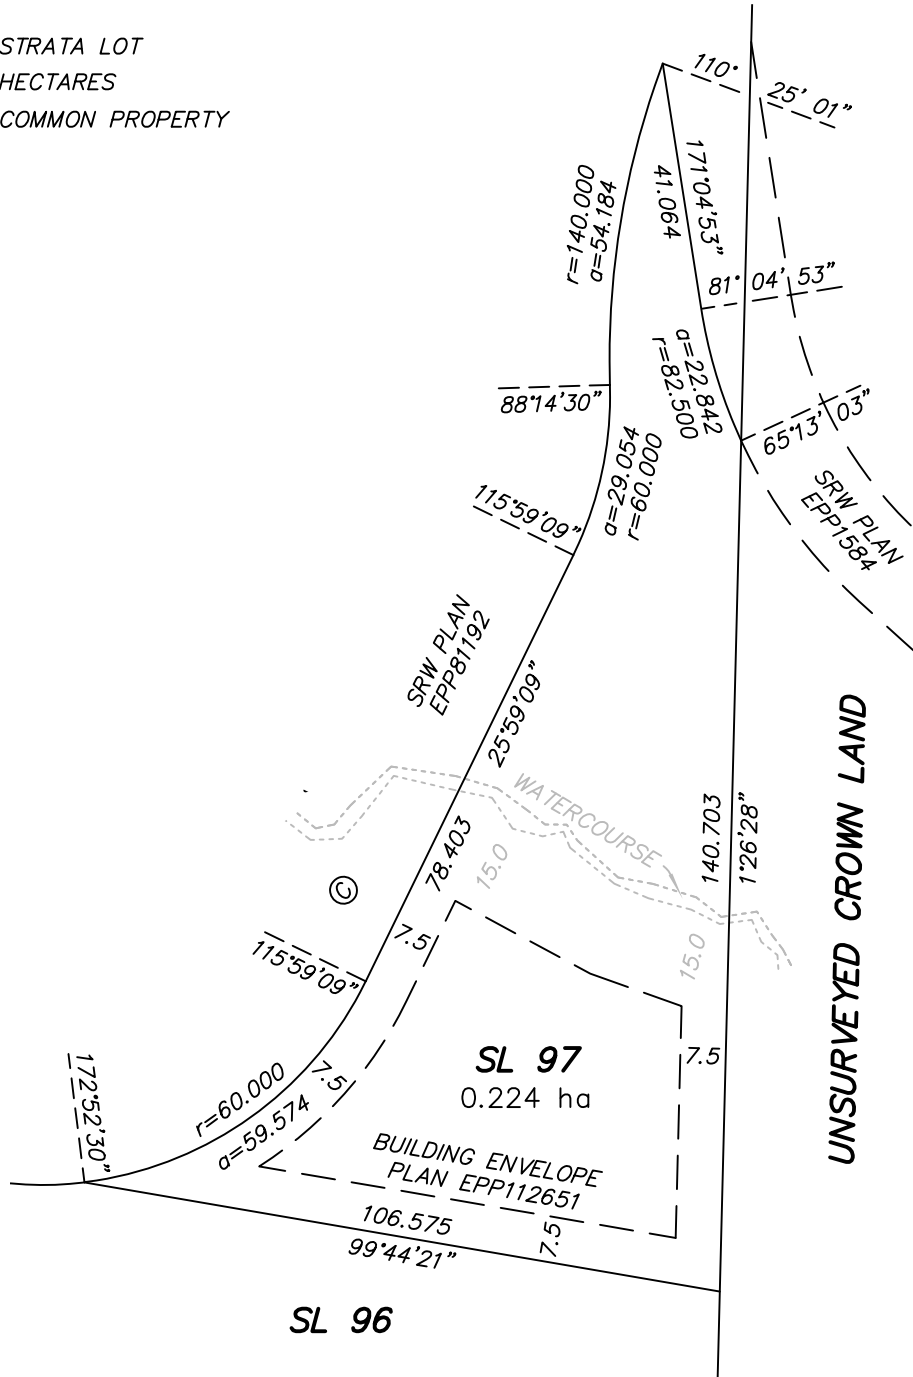 STRATA LOT
HECTARES
COMMON PROPERTY
110° 25' 01"
r=140.000
a=54.184
171°04'53"
41.064
81° 04' 53"
a=22.842
r=82.500
88°14'30"
65°13' 03"
a=29.054
r=60.000
115°59'09"
SRW PLAN
EPP1584
SRW PLAN
EPP81192
25°59'09"
WATERCOURSE
78.403
15.0
140.703
1°26'28"
UNSURVEYED CROWN LAND
C
7.5
115°59'09"
15.0
SL 97
0.224 ha
7.5
172°52'30"
r=60.000
a=59.574
7.5
BUILDING ENVELOPE
PLAN EPP112651
106.575
99°44'21"
7.5
SL 96